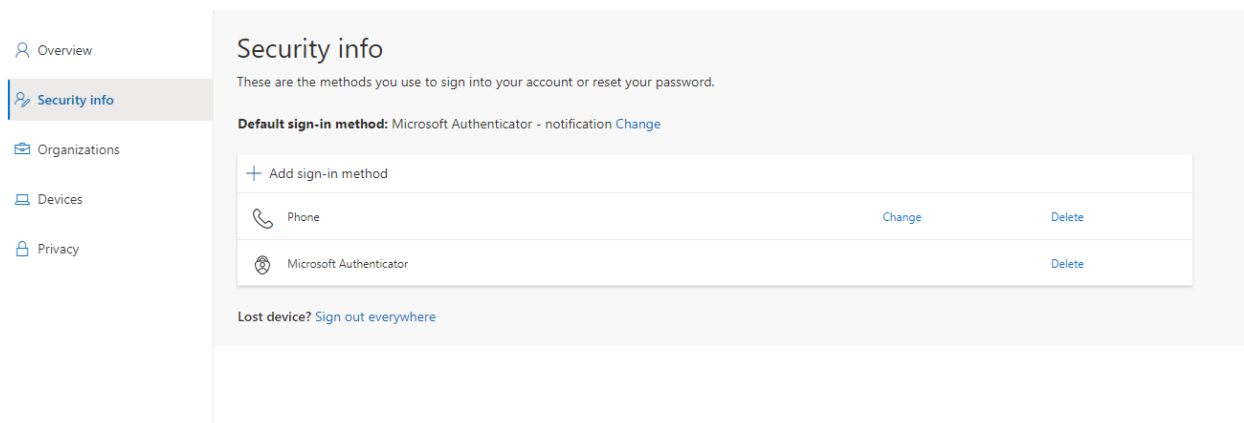 Overview
Security info
Organizations
Devices
Privacy
Security info
These are the methods you use to sign into your account or reset your password.
Default sign-in method: Microsoft Authenticator - notification Change
Add sign-in method
Phone Change Delete
Microsoft Authenticator Delete
Lost device? Sign out everywhere